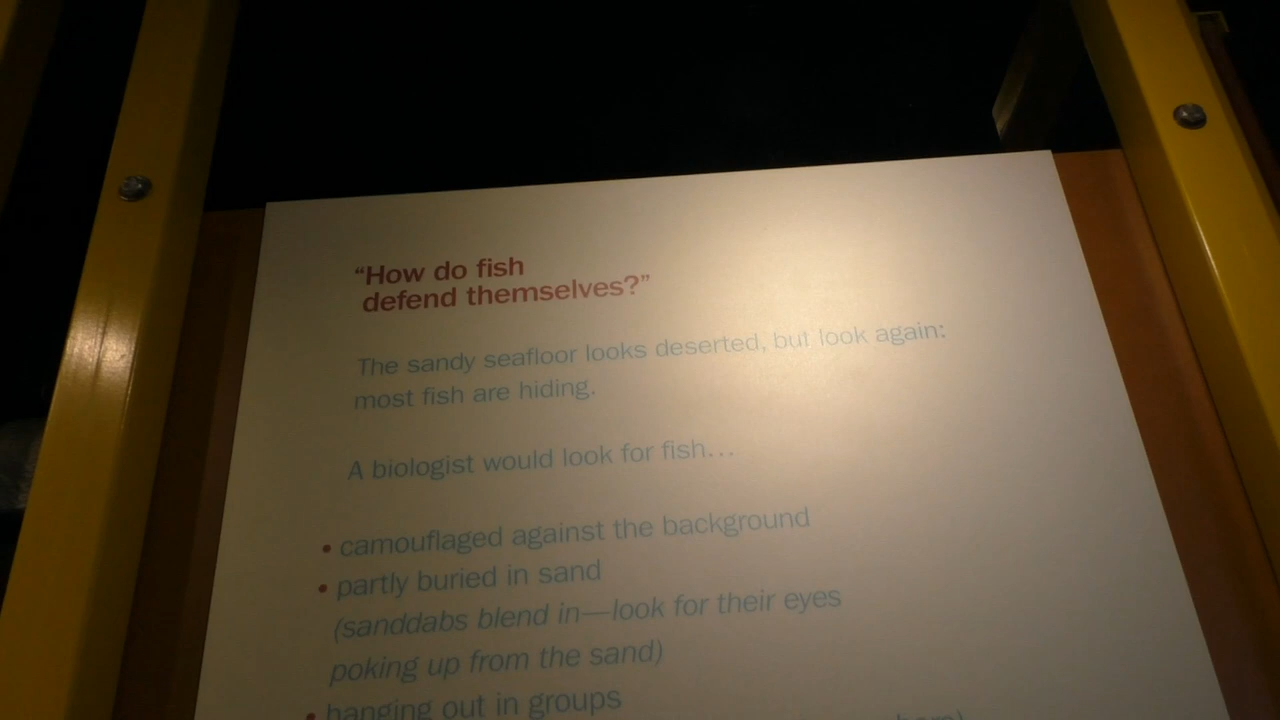 “How do fish
defend themselves?”
The sandy seafloor looks deserted, but look again:
most fish are hiding.
A biologist would look for fish…
• camouflaged against the background
• partly buried in sand
(sanddabs blend in—look for their eyes
poking up from the sand)
• hanging out in groups
here)